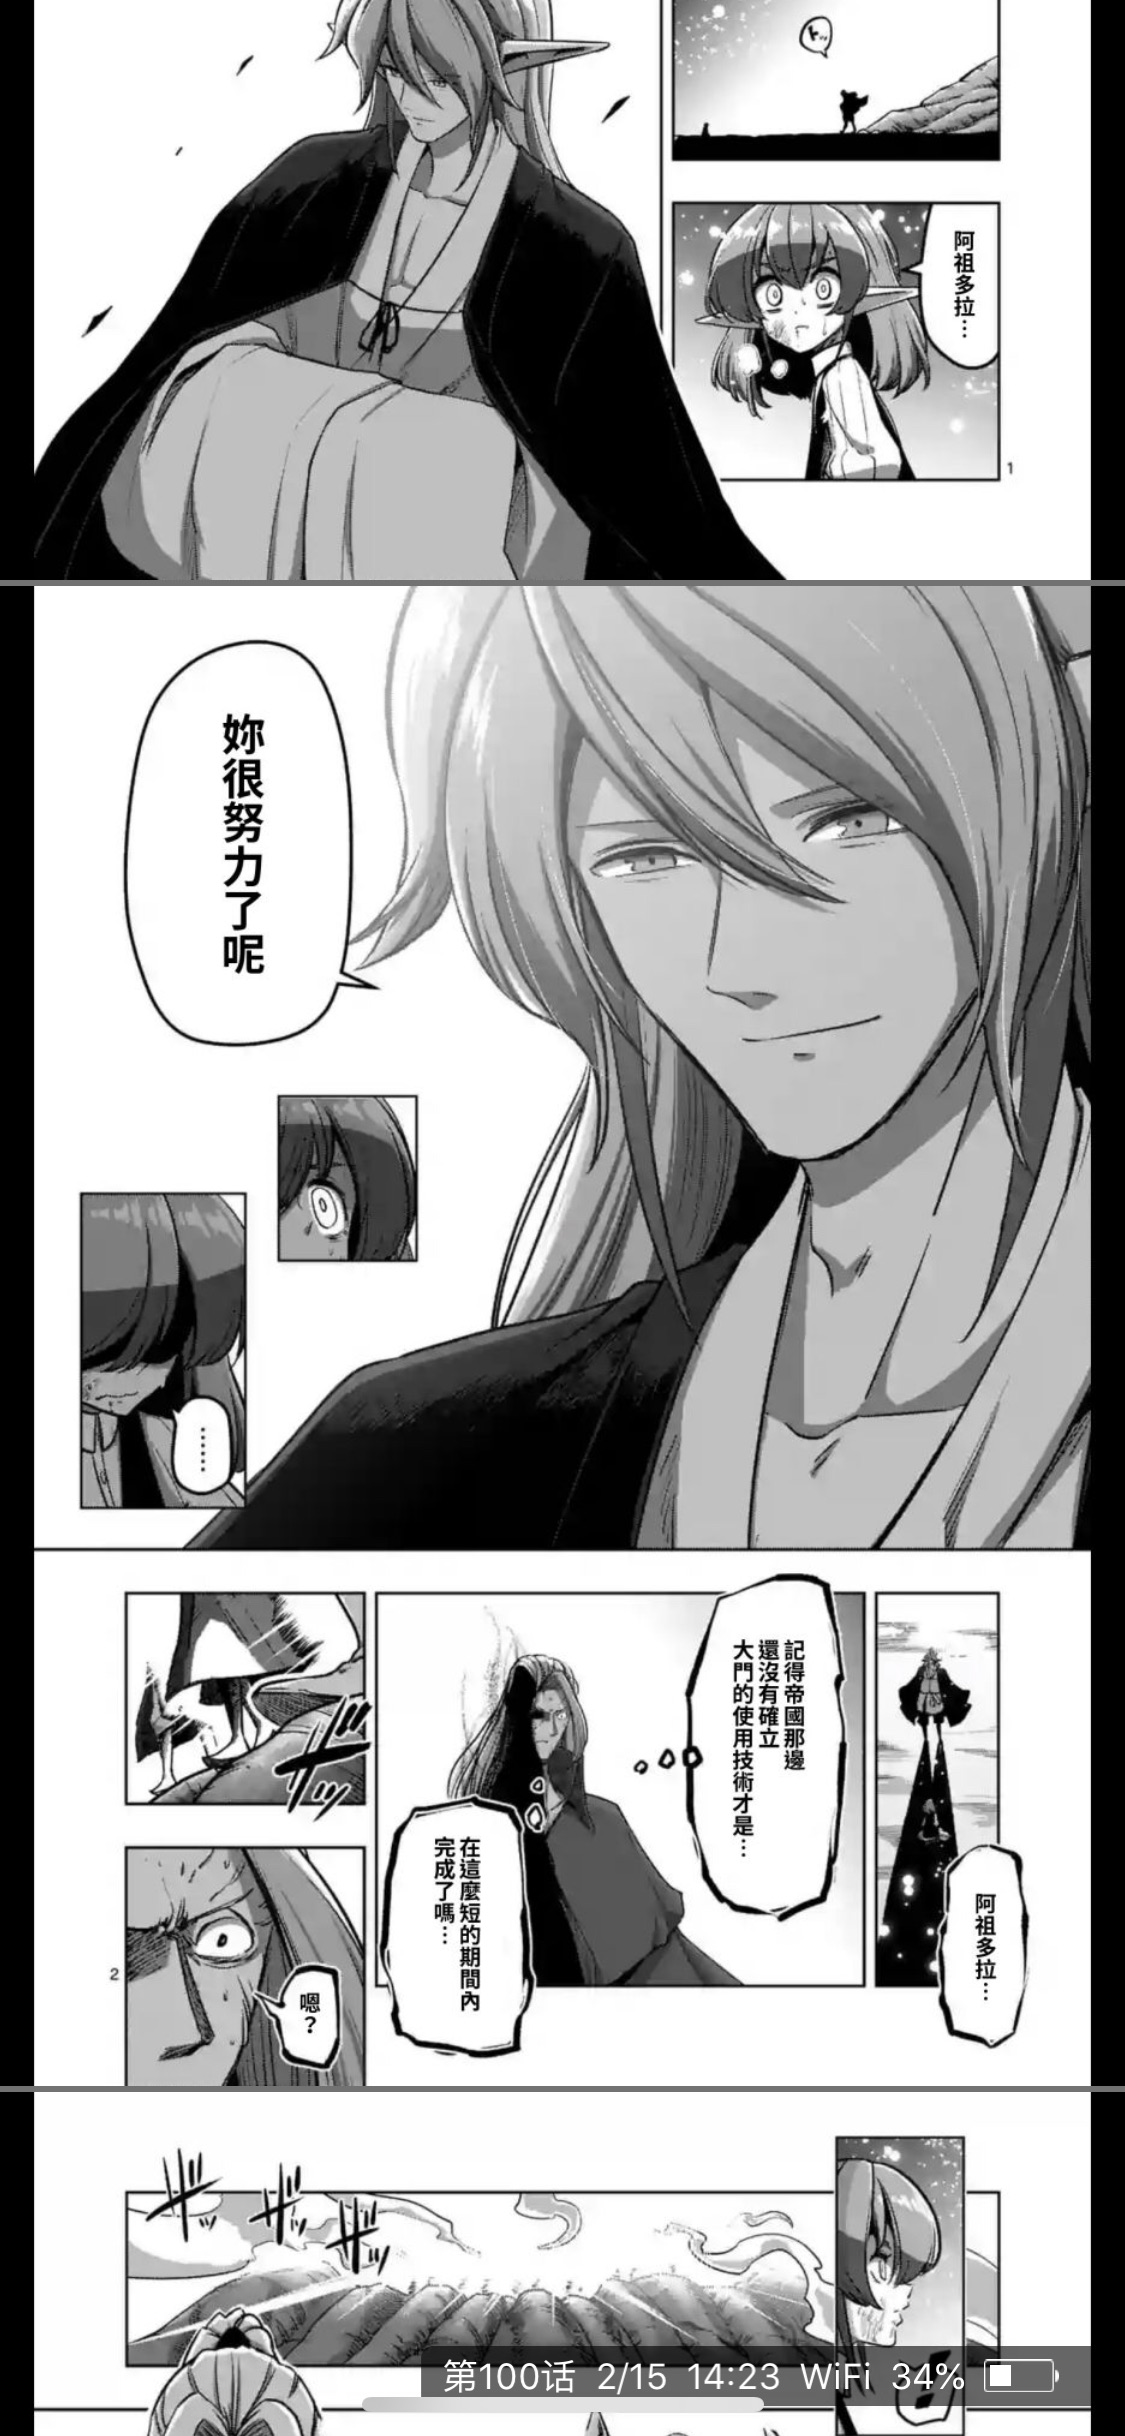 ト…
阿祖多拉…
1
妳很努力了呢
……
阿祖多拉…
記得帝國那邊
還沒有確立
大門的使用技術才是…
在這麼短的期間內
完成了嗎…
嗯？
2
第100话 2/15 14:23 WiFi 34%